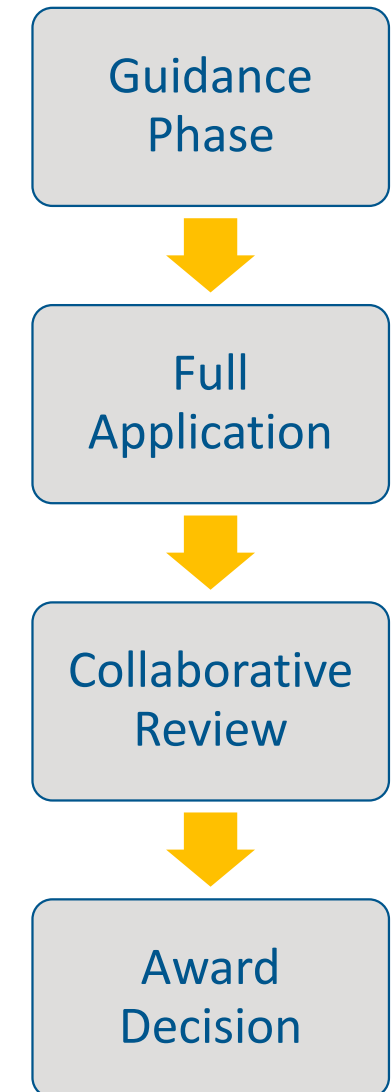 Guidance
Phase
Full
Application
Collaborative
Review
Award
Decision